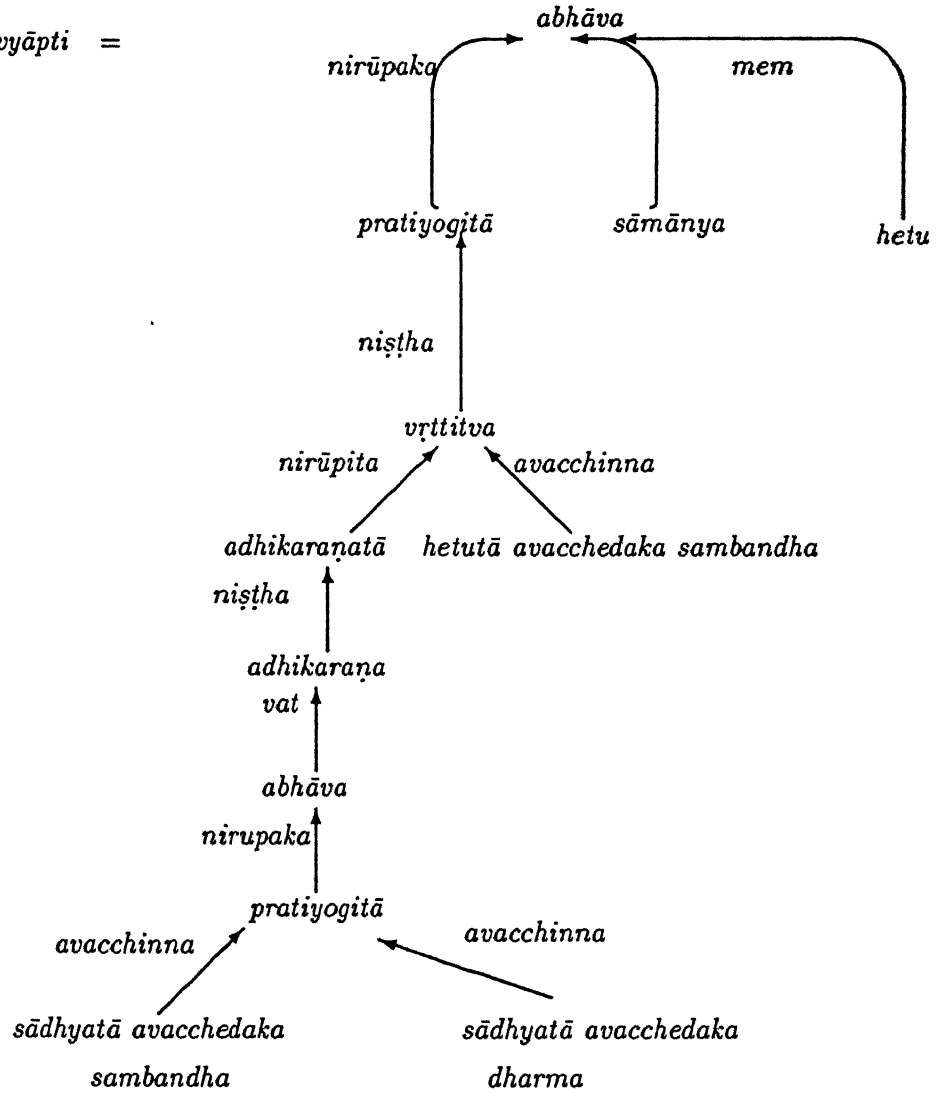 abhāva
vyāpti =
nirūpaka mem
pratiyogitā sāmānya hetu
niṣṭha
vṛttitva
nirūpita avacchinna
adhikaraṇatā hetutā avacchedaka sambandha
niṣṭha
adhikaraṇa
vat
abhāva
nirupaka
pratiyogitā
avacchinna avacchinna
sādhyatā avacchedaka sādhyatā avacchedaka
sambandha dharma